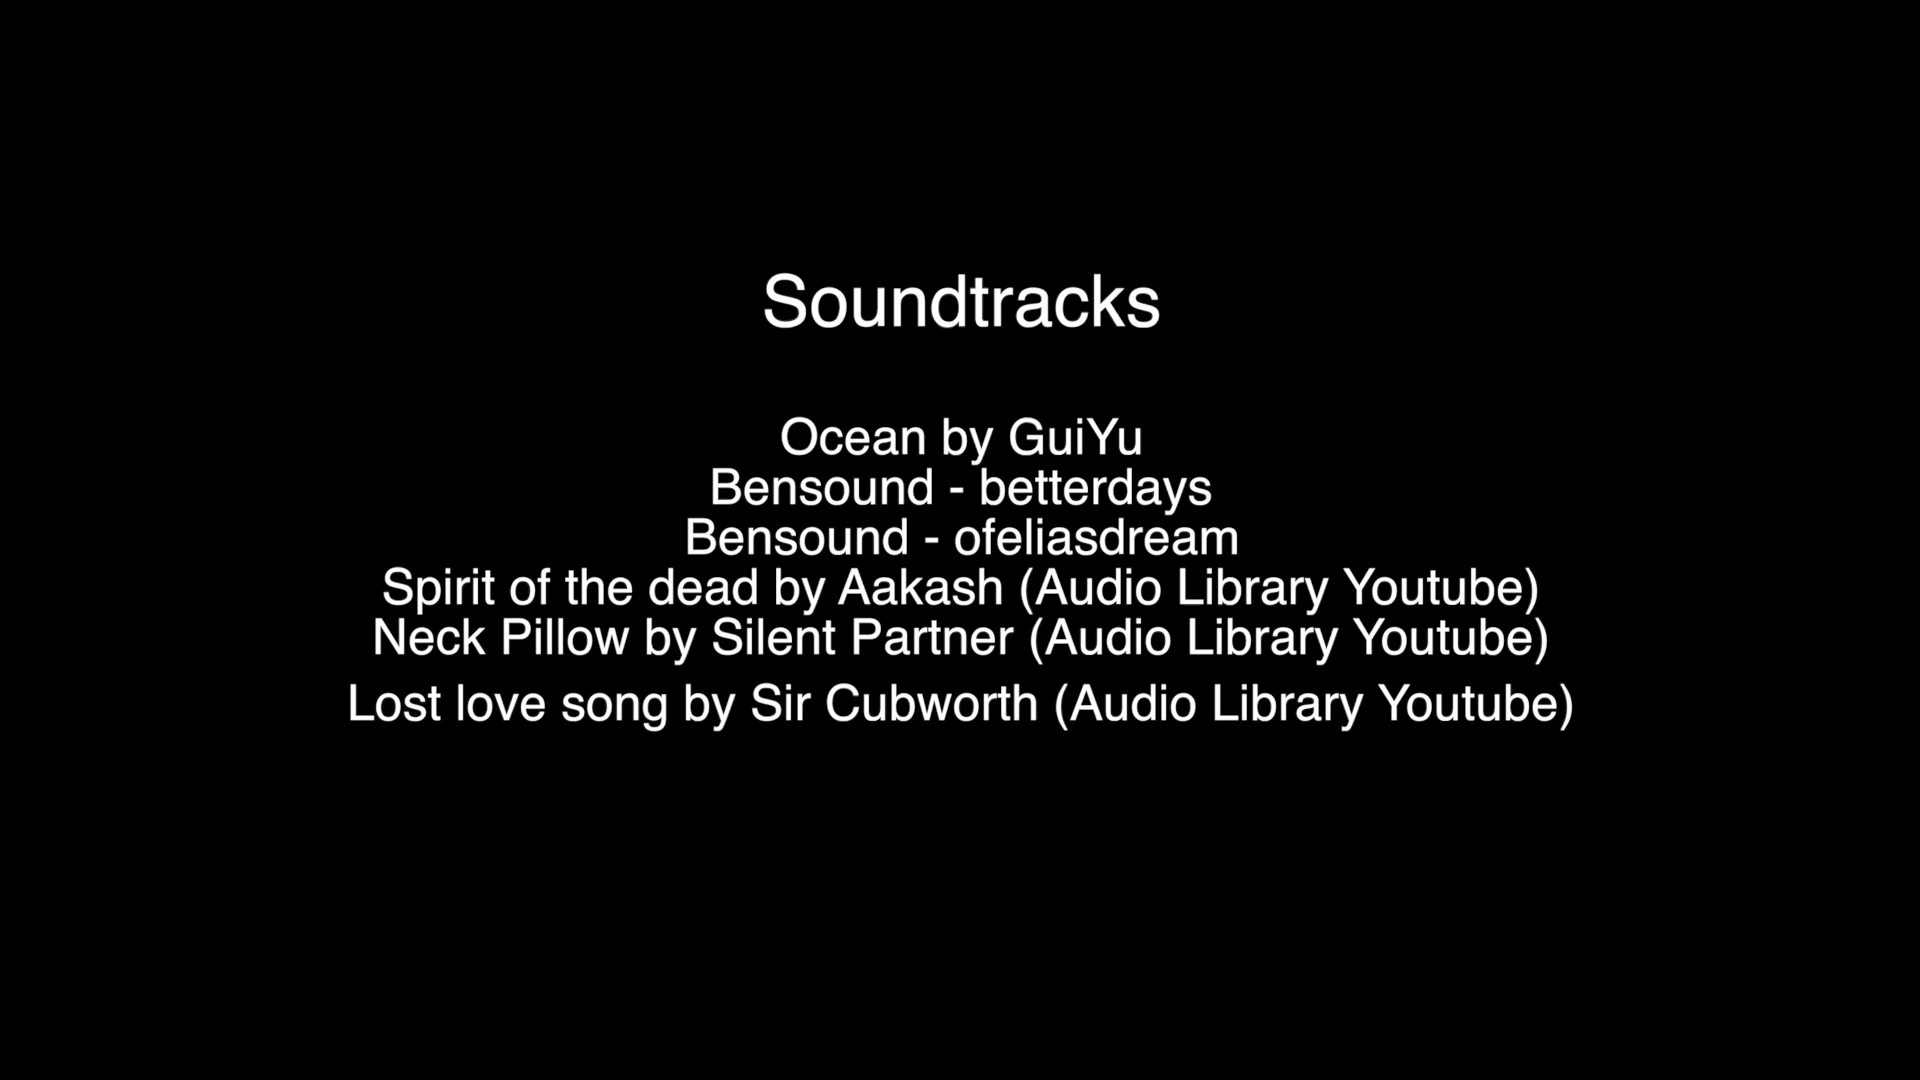 Soundtracks
Ocean by GuiYu
Bensound - betterdays
Bensound - ofeliasdream
Spirit of the dead by Aakash (Audio Library Youtube)
Neck Pillow by Silent Partner (Audio Library Youtube)
Lost love song by Sir Cubworth (Audio Library Youtube)